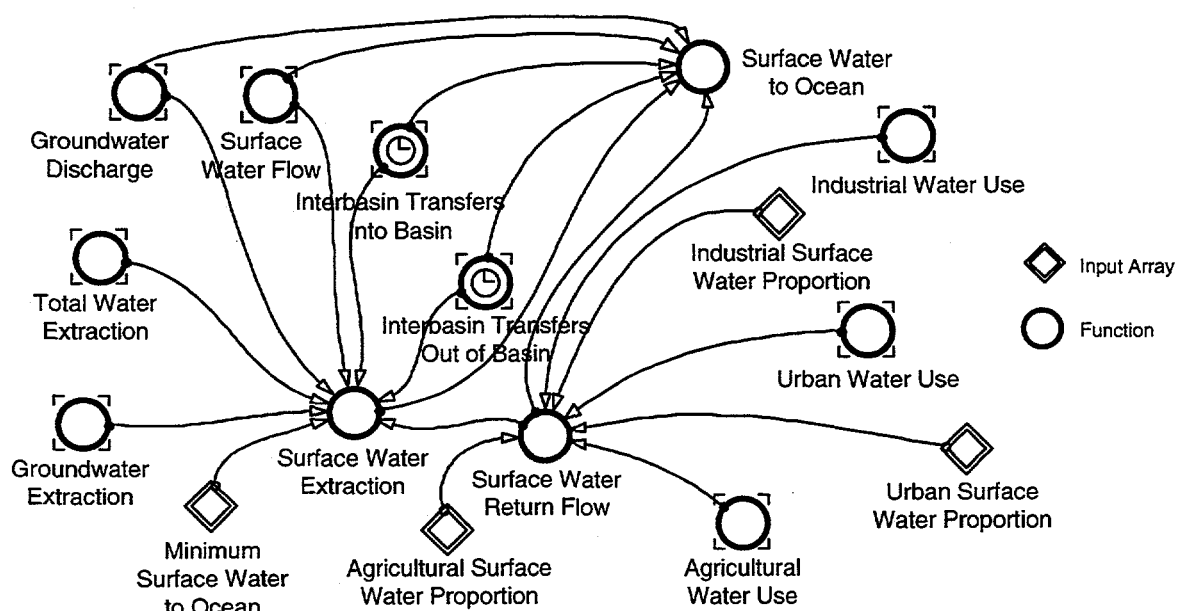 Surface Water
to Ocean
Groundwater
Discharge
Surface
Water Flow
Industrial Water Use
Interbasin Transfers
Into Basin
Industrial Surface
Water Proportion
Input Array
Total Water
Extraction
Interbasin Transfers
Out of Basin
Function
Urban Water Use
Groundwater
Extraction
Surface Water
Extraction
Surface Water
Return Flow
Urban Surface
Water Proportion
Minimum
Surface Water
to Ocean
Agricultural Surface
Water Proportion
Agricultural
Water Use